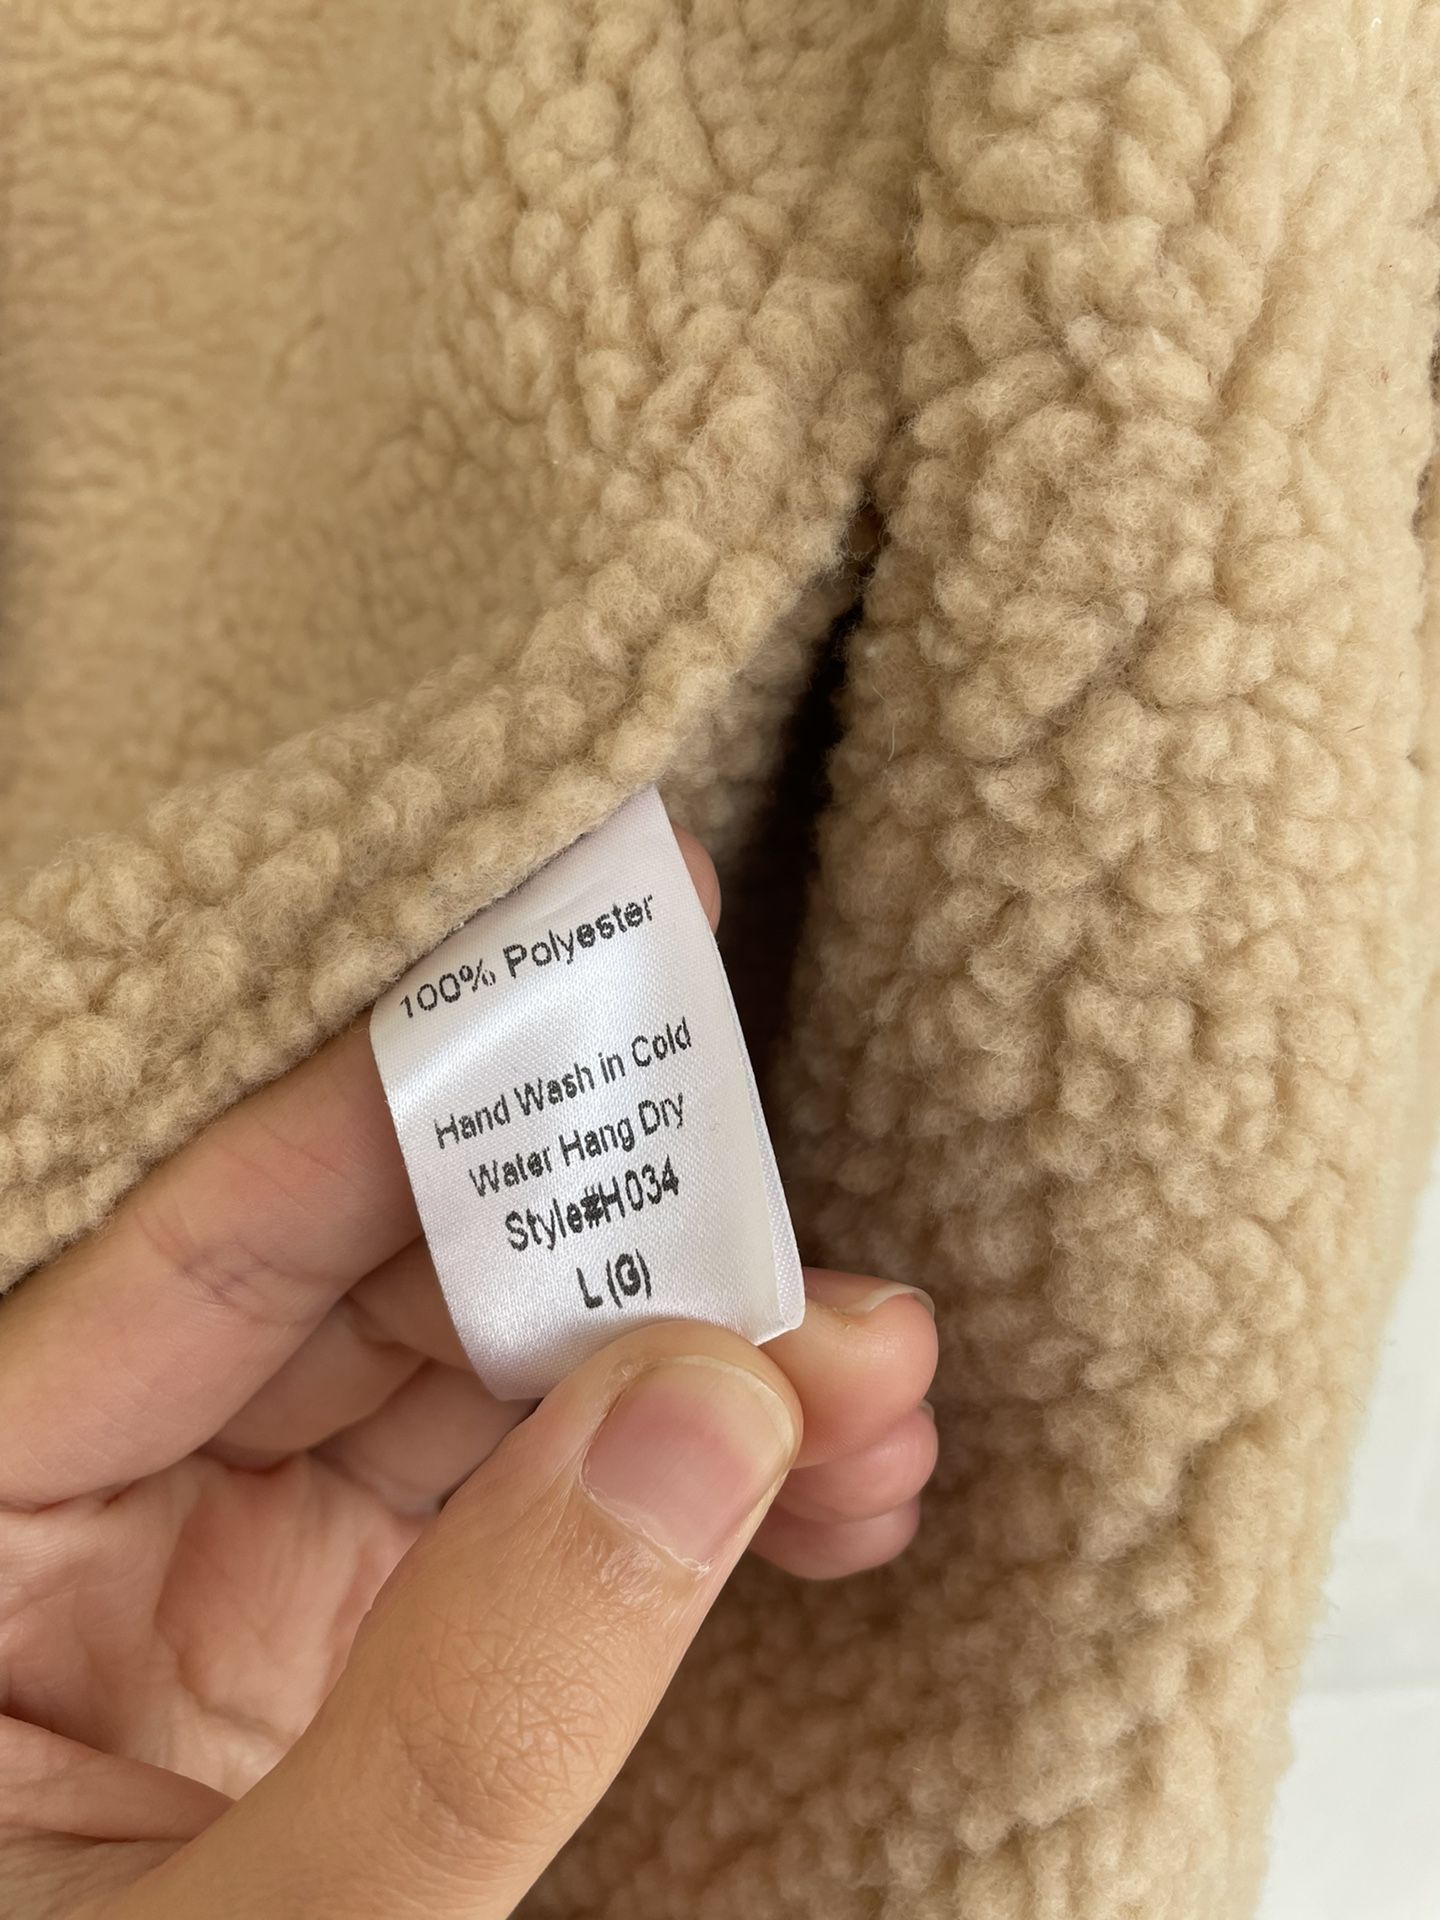 100% Polyester
Hand Wash in Cold
Water Hang Dry
Style#H034
L (G)